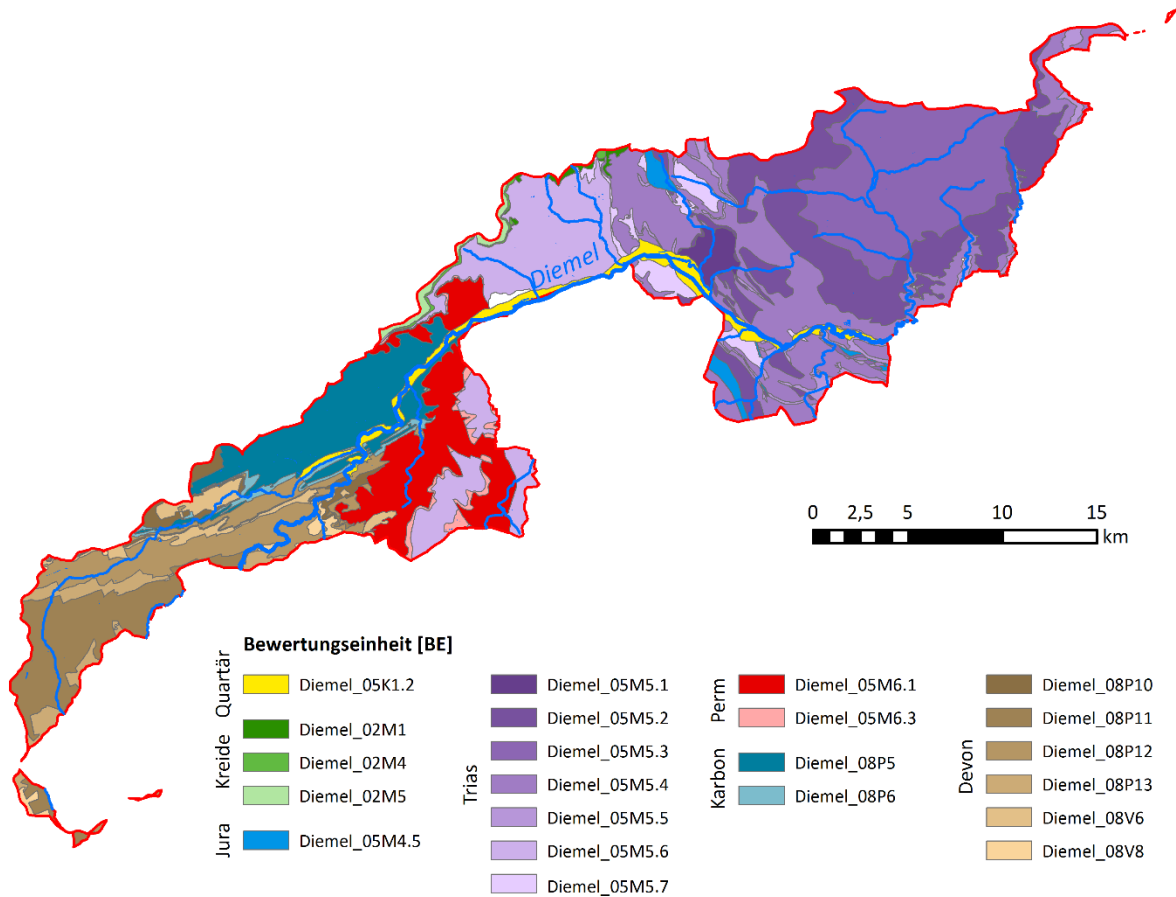 Diemel
0 2,5 5 10 15
km
Bewertungseinheit [BE]
Quartär
Diemel_05K1.2
Kreide
Diemel_02M1
Diemel_02M4
Diemel_02M5
Jura
Diemel_05M4.5
Trias
Diemel_05M5.1
Diemel_05M5.2
Diemel_05M5.3
Diemel_05M5.4
Diemel_05M5.5
Diemel_05M5.6
Diemel_05M5.7
Perm
Diemel_05M6.1
Diemel_05M6.3
Karbon
Diemel_08P5
Diemel_08P6
Devon
Diemel_08P10
Diemel_08P11
Diemel_08P12
Diemel_08P13
Diemel_08V6
Diemel_08V8